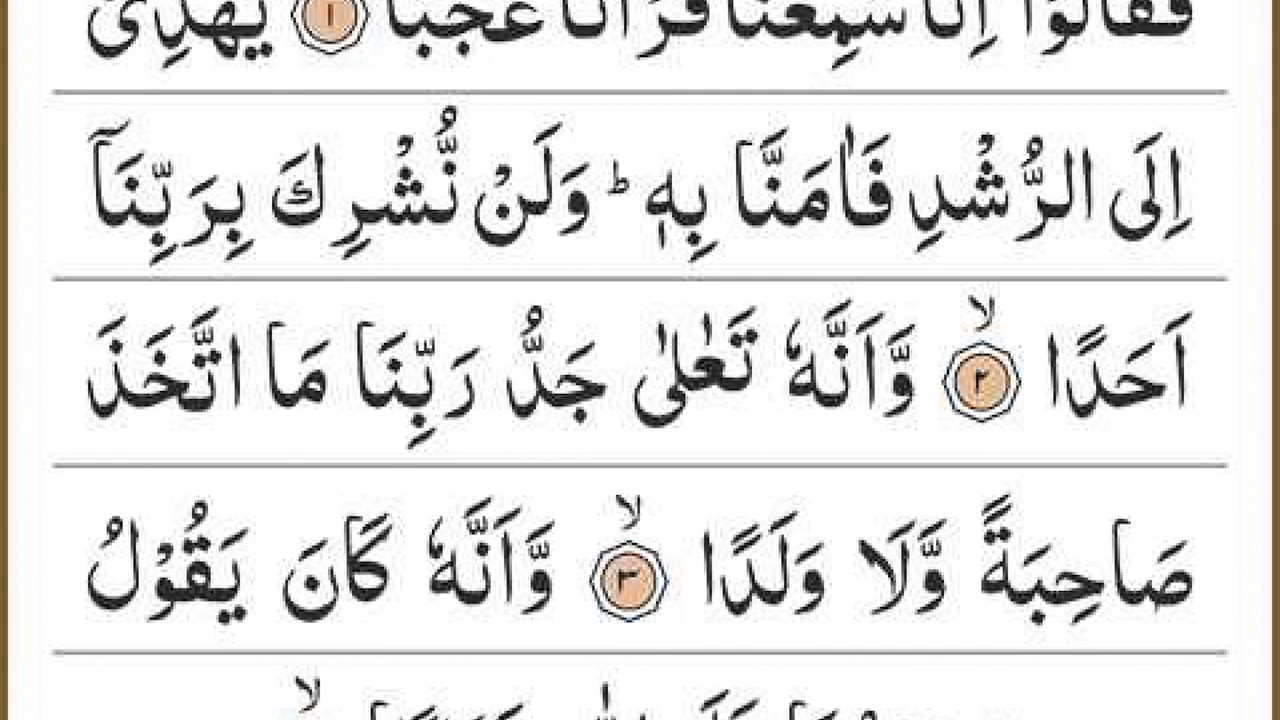 فَقَالُوْۤا اِنَّا سَمِعْنَا قُرْاٰنًا عَجَبًا ۱ يَّهْدِيْۤ
اِلَى الرُّشْدِ فَاٰمَنَّا بِهٖ ؕ وَلَنْ نُّشْرِكَ بِرَبِّنَاۤ
اَحَدًا ۲ ۙ وَّاَنَّهٗ تَعٰلٰى جَدُّ رَبِّنَا مَا اتَّخَذَ
صَاحِبَةً وَّلَا وَلَدًا ۳ ۙ وَّاَنَّهٗ كَانَ يَقُوْلُ